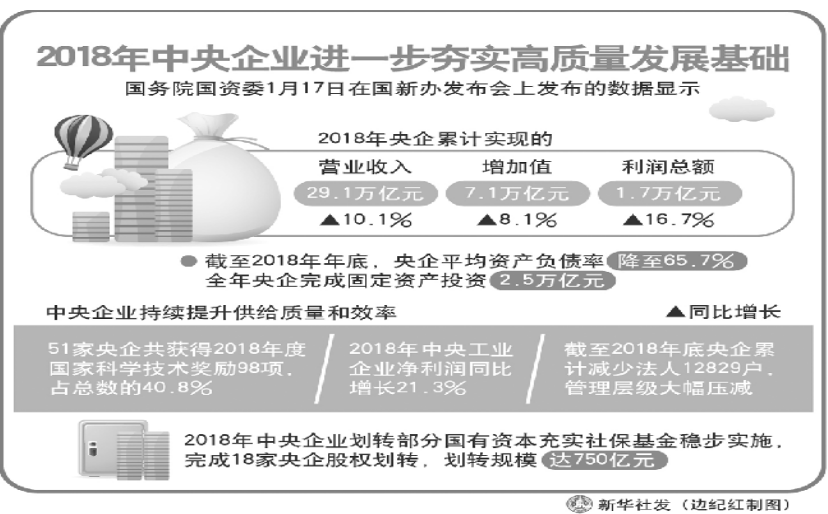 2018年中央企业进一步夯实高质量发展基础
国务院国资委1月17日在国新办发布会上发布的数据显示
2018年央企累计实现的
营业收入 增加值 利润总额
29.1万亿元 7.1万亿元 1.7万亿元
▲10.1% ▲8.1% ▲16.7%
● 截至2018年年底，央企平均资产负债率 降至65.7%
全年央企完成固定资产投资 2.5万亿元
中央企业持续提升供给质量和效率 ▲同比增长
51家央企共获得2018年度
国家科学技术奖励98项，
占总数的40.8%
2018年中央工业
企业净利润同比
增长21.3%
截至2018年底央企累
计减少法人12829户，
管理层级大幅压减
2018年中央企业划转部分国有资本充实社保基金稳步实施，
完成18家央企股权划转，划转规模 达750亿元
新华社发（边纪红制图）